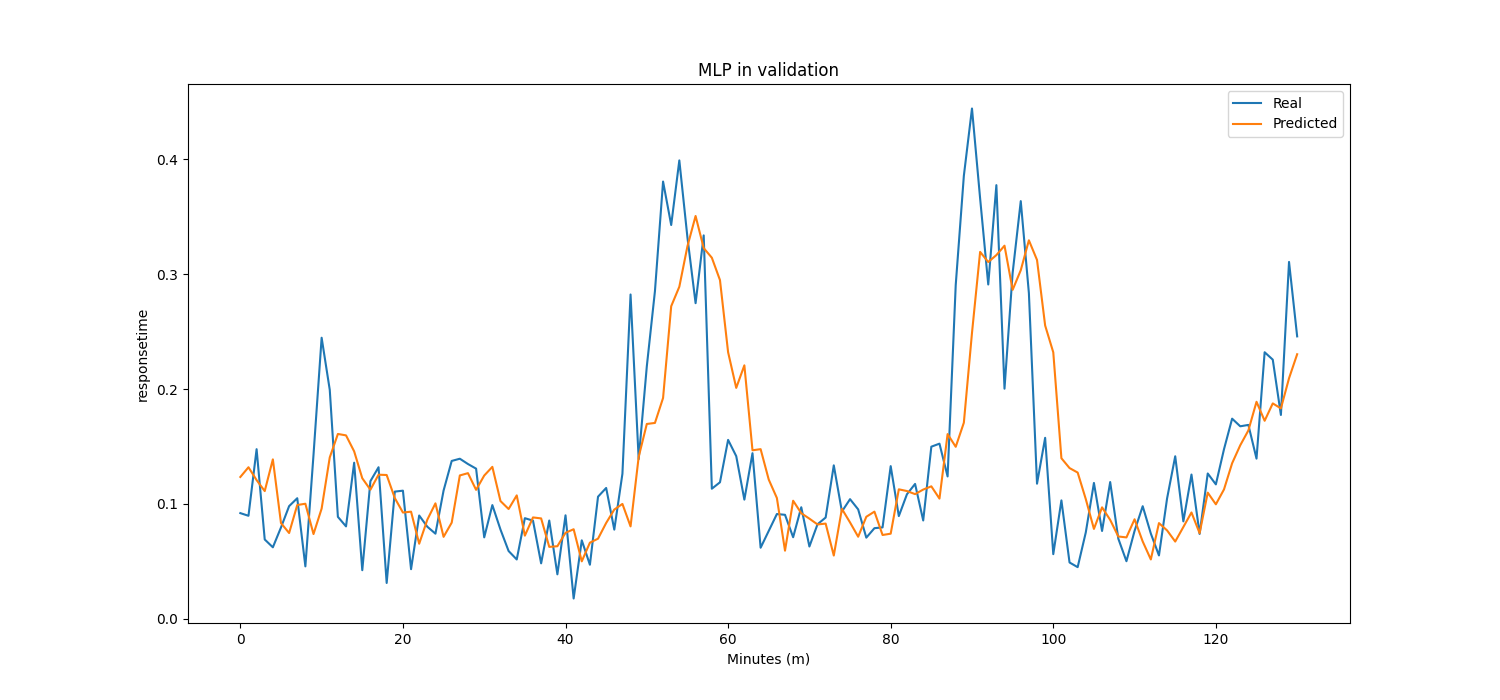 MLP in validation
Real
Predicted
responsetime
0.4
0.3
0.2
0.1
0.0
0 20 40 60 80 100 120
Minutes (m)